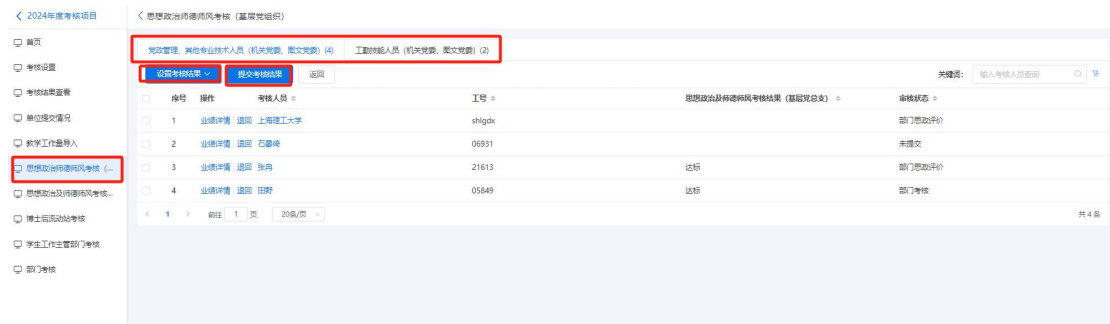 2024年度考核项目
思想政治师德师风考核（基层党组织）
首页
考核设置
考核结果查看
单位提交情况
教学工作量导入
思想政治师德师风考核（...
思想政治及师德师风考核...
博士后流动站考核
学生工作主管部门考核
部门考核
党政管理、其他专业技术人员（机关党委、图文党委）(4) 工勤技能人员（机关党委、图文党委）(2)
设置考核结果 提交考核结果 返回 关键词： 输入考核人员查询
序号 操作 考核人员 工号 思想政治及师德师风考核结果（基层党总支） 审核状态
1 业绩详情 退回 上海理工大学 shlgdx 部门思政评价
2 业绩详情 退回 石墨崎 06931 未提交
3 业绩详情 退回 张冉 21613 达标 部门思政评价
4 业绩详情 退回 田野 05849 达标 部门考核
1 前往 1 页 20条/页 共 4 条